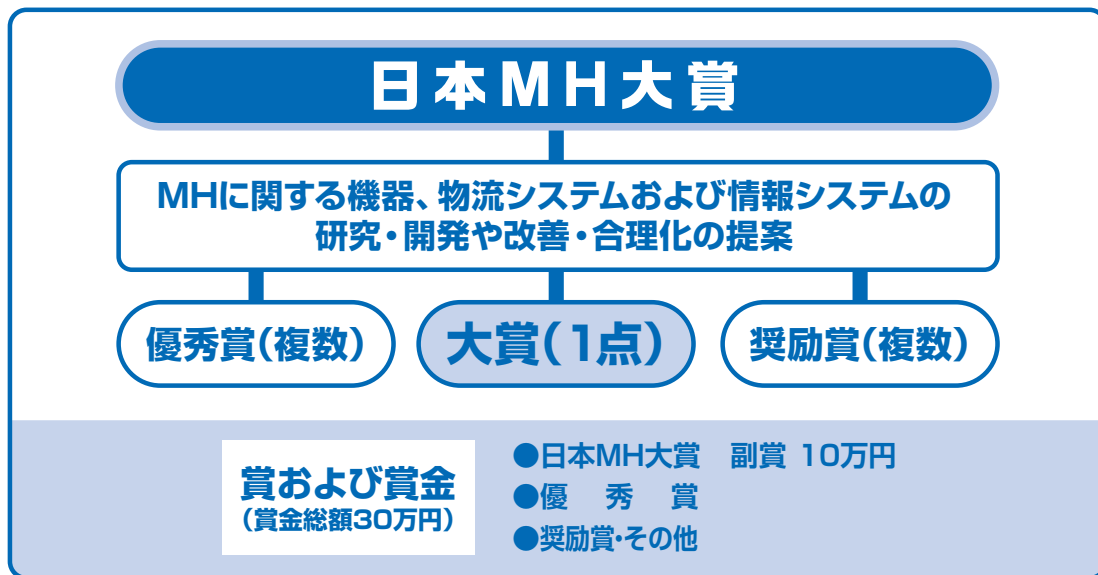 日本MH大賞
MHに関する機器、物流システムおよび情報システムの
研究・開発や改善・合理化の提案
優秀賞(複数)
大賞(1点)
奨励賞(複数)
賞および賞金
(賞金総額30万円)
●日本MH大賞　副賞 10万円
●優　秀　賞
●奨励賞・その他